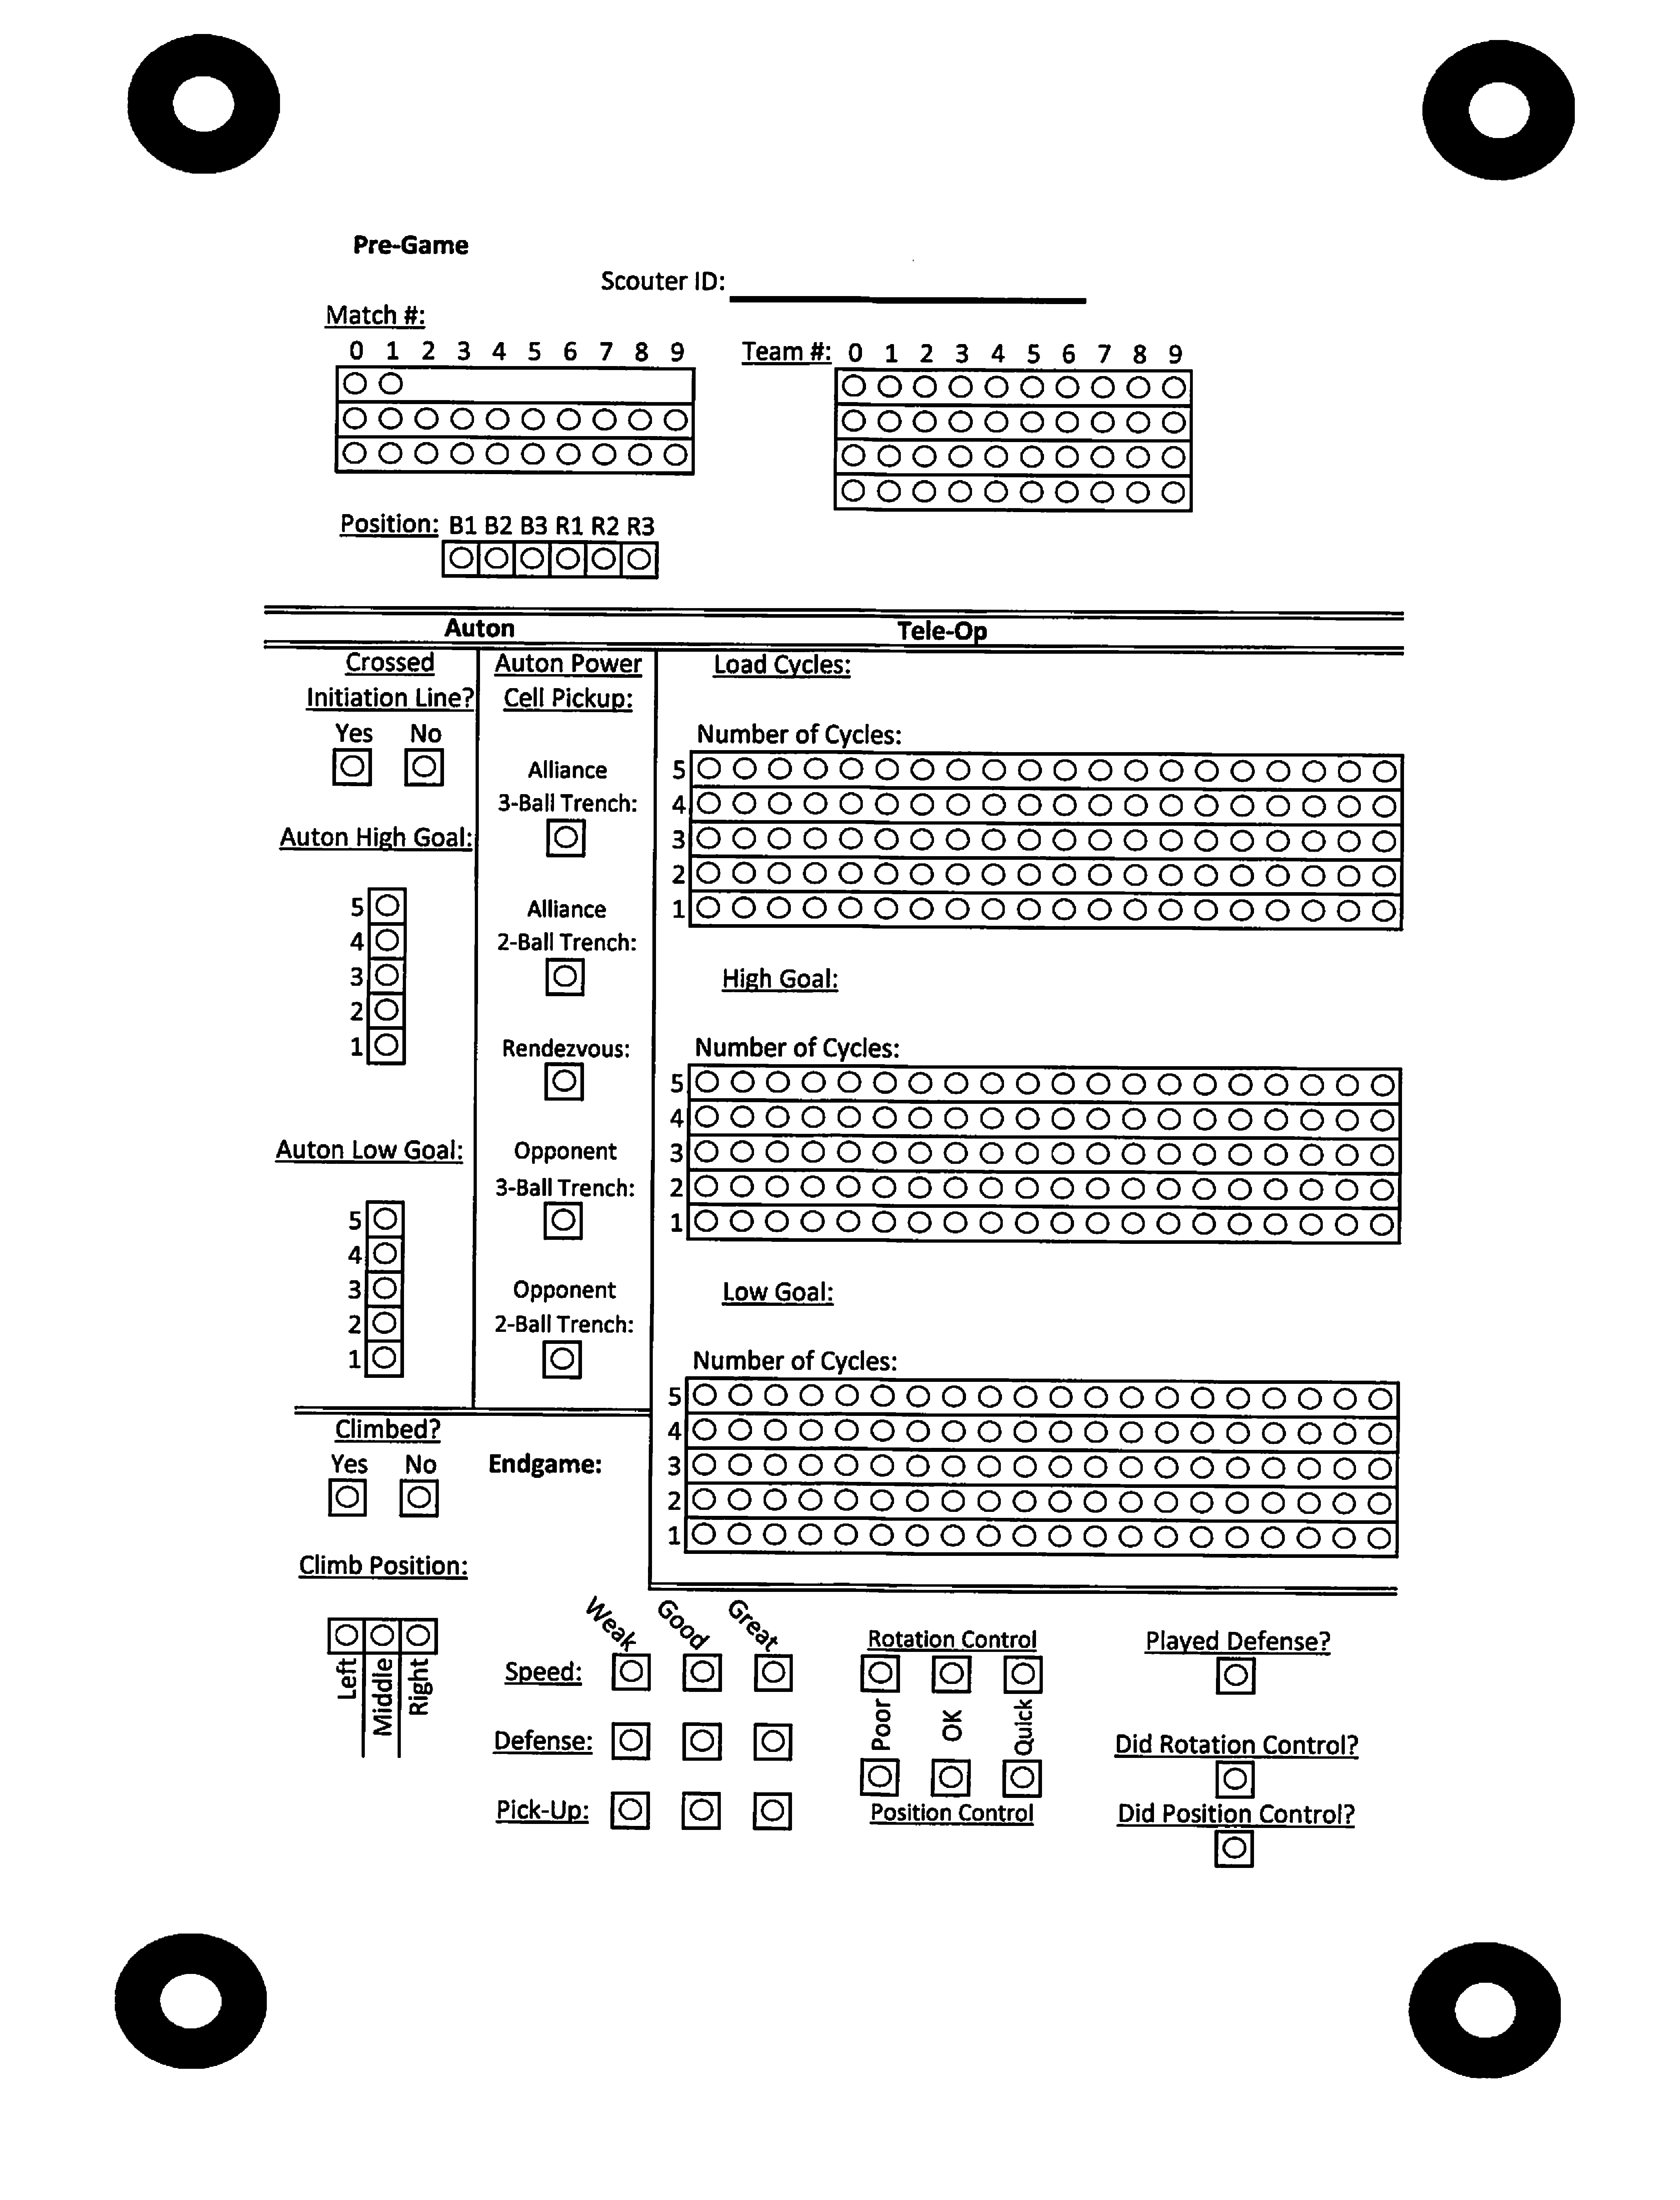 Pre-Game
Scouter ID:
Match #:
0 1 2 3 4 5 6 7 8 9
Team #: 0 1 2 3 4 5 6 7 8 9
Position: B1 B2 B3 R1 R2 R3
Auton
Tele-Op
Crossed
Initiation Line?
Yes No
Auton High Goal:
5
4
3
2
1
Auton Low Goal:
5
4
3
2
1
Auton Power
Cell Pickup:
Alliance
3-Ball Trench:
Alliance
2-Ball Trench:
Rendezvous:
Opponent
3-Ball Trench:
Opponent
2-Ball Trench:
Load Cycles:
Number of Cycles:
5
4
3
2
1
High Goal:
Number of Cycles:
5
4
3
2
1
Low Goal:
Number of Cycles:
5
4
3
2
1
Climbed?
Yes No
Endgame:
Climb Position:
Left
Middle
Right
Weak
Good
Great
Speed:
Defense:
Pick-Up:
Rotation Control
Poor
OK
Quick
Position Control
Played Defense?
Did Rotation Control?
Did Position Control?